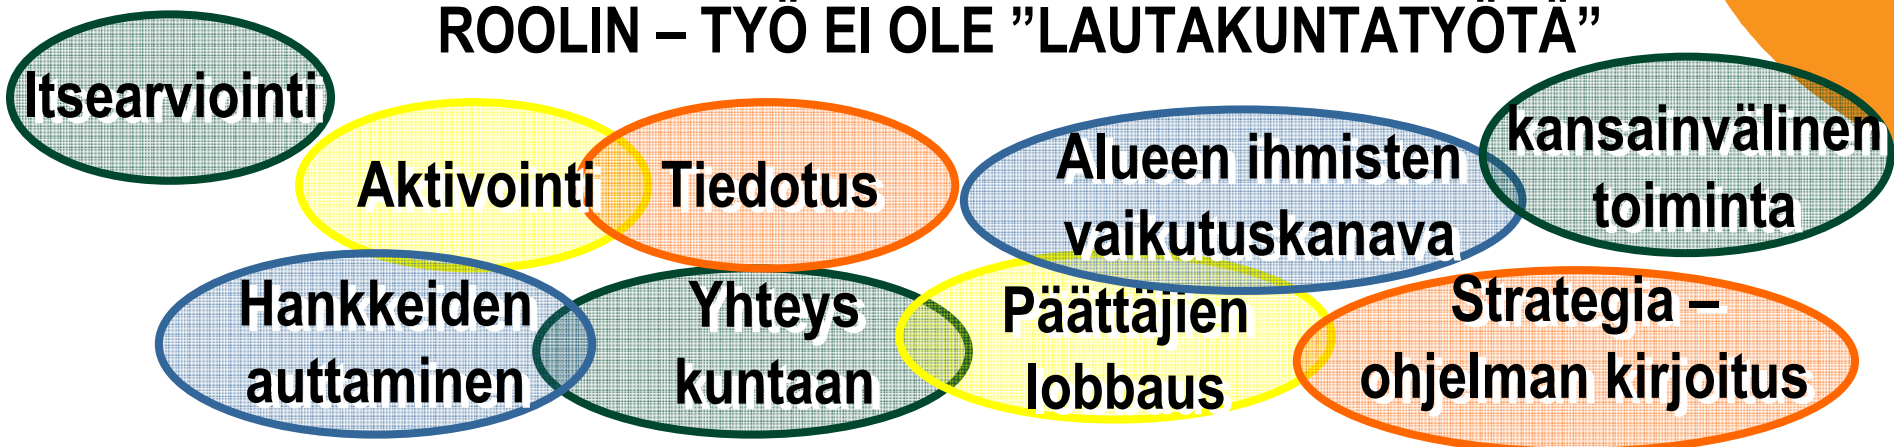 ROOLIN – TYÖ EI OLE ”LAUTAKUNTATYÖTÄ”
Itsearviointi
Aktivointi
Tiedotus
Alueen ihmisten
vaikutuskanava
kansainvälinen
toiminta
Hankkeiden
auttaminen
Yhteys
kuntaan
Päättäjien
lobbaus
Strategia –
ohjelman kirjoitus